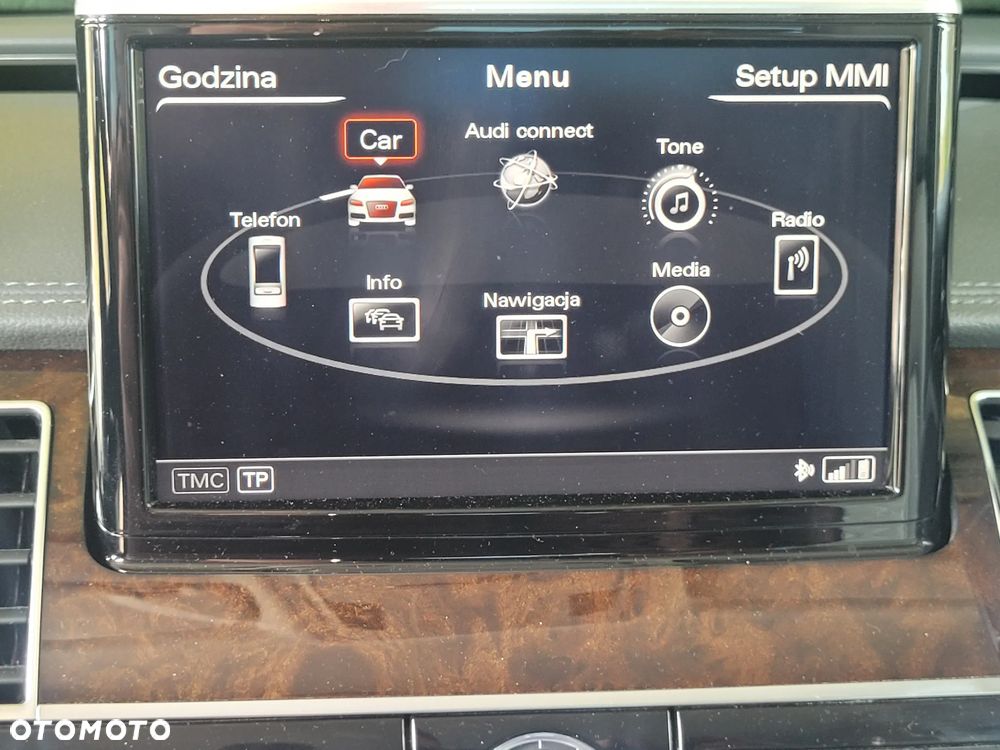 Godzina
Menu
Setup MMI
Car
Audi connect
Tone
Telefon
Radio
Info
Nawigacja
Media
TMC
TP
OTOMOTO